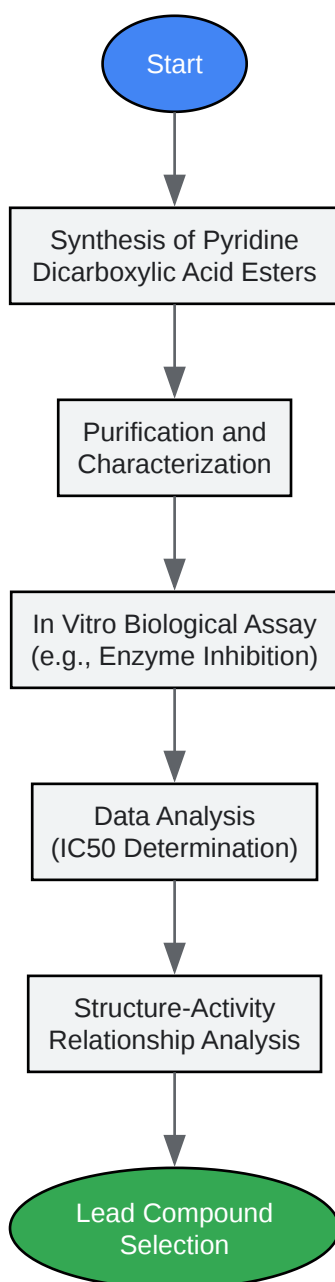 Start
Synthesis of Pyridine
Dicarboxylic Acid Esters
Purification and
Characterization
In Vitro Biological Assay
(e.g., Enzyme Inhibition)
Data Analysis
(IC50 Determination)
Structure-Activity
Relationship Analysis
Lead Compound
Selection